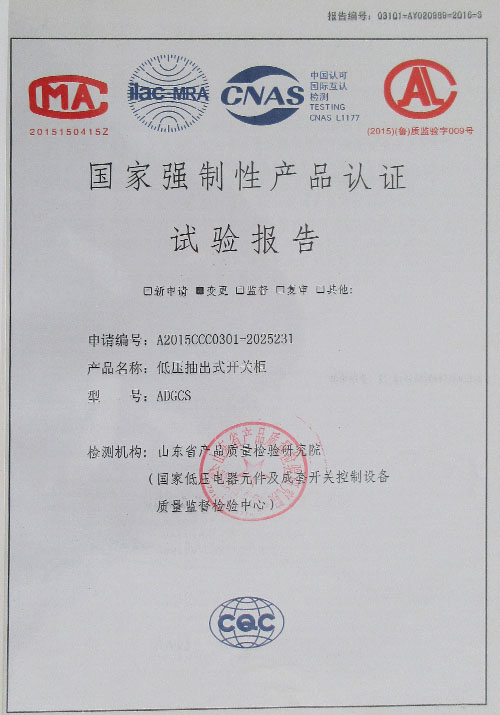 报告编号：03101=AY020989=2016=S
MA
ilac-MRA
CNAS
中国认可
国际互认
检测
TESTING
CNAS L1177
AL
2015150415Z
(2015)(鲁)质监验字009号
国家强制性产品认证
试验报告
□新申请 ■变更 □监督 □复审 □其他:
申请编号：A2015CCC0301-2025231
产品名称：低压抽出式开关柜
型 号：ADGCS
检测机构：山东省产品质量检验研究院
（国家低压电器元件及成套开关控制设备
质量监督检验中心）
CQC